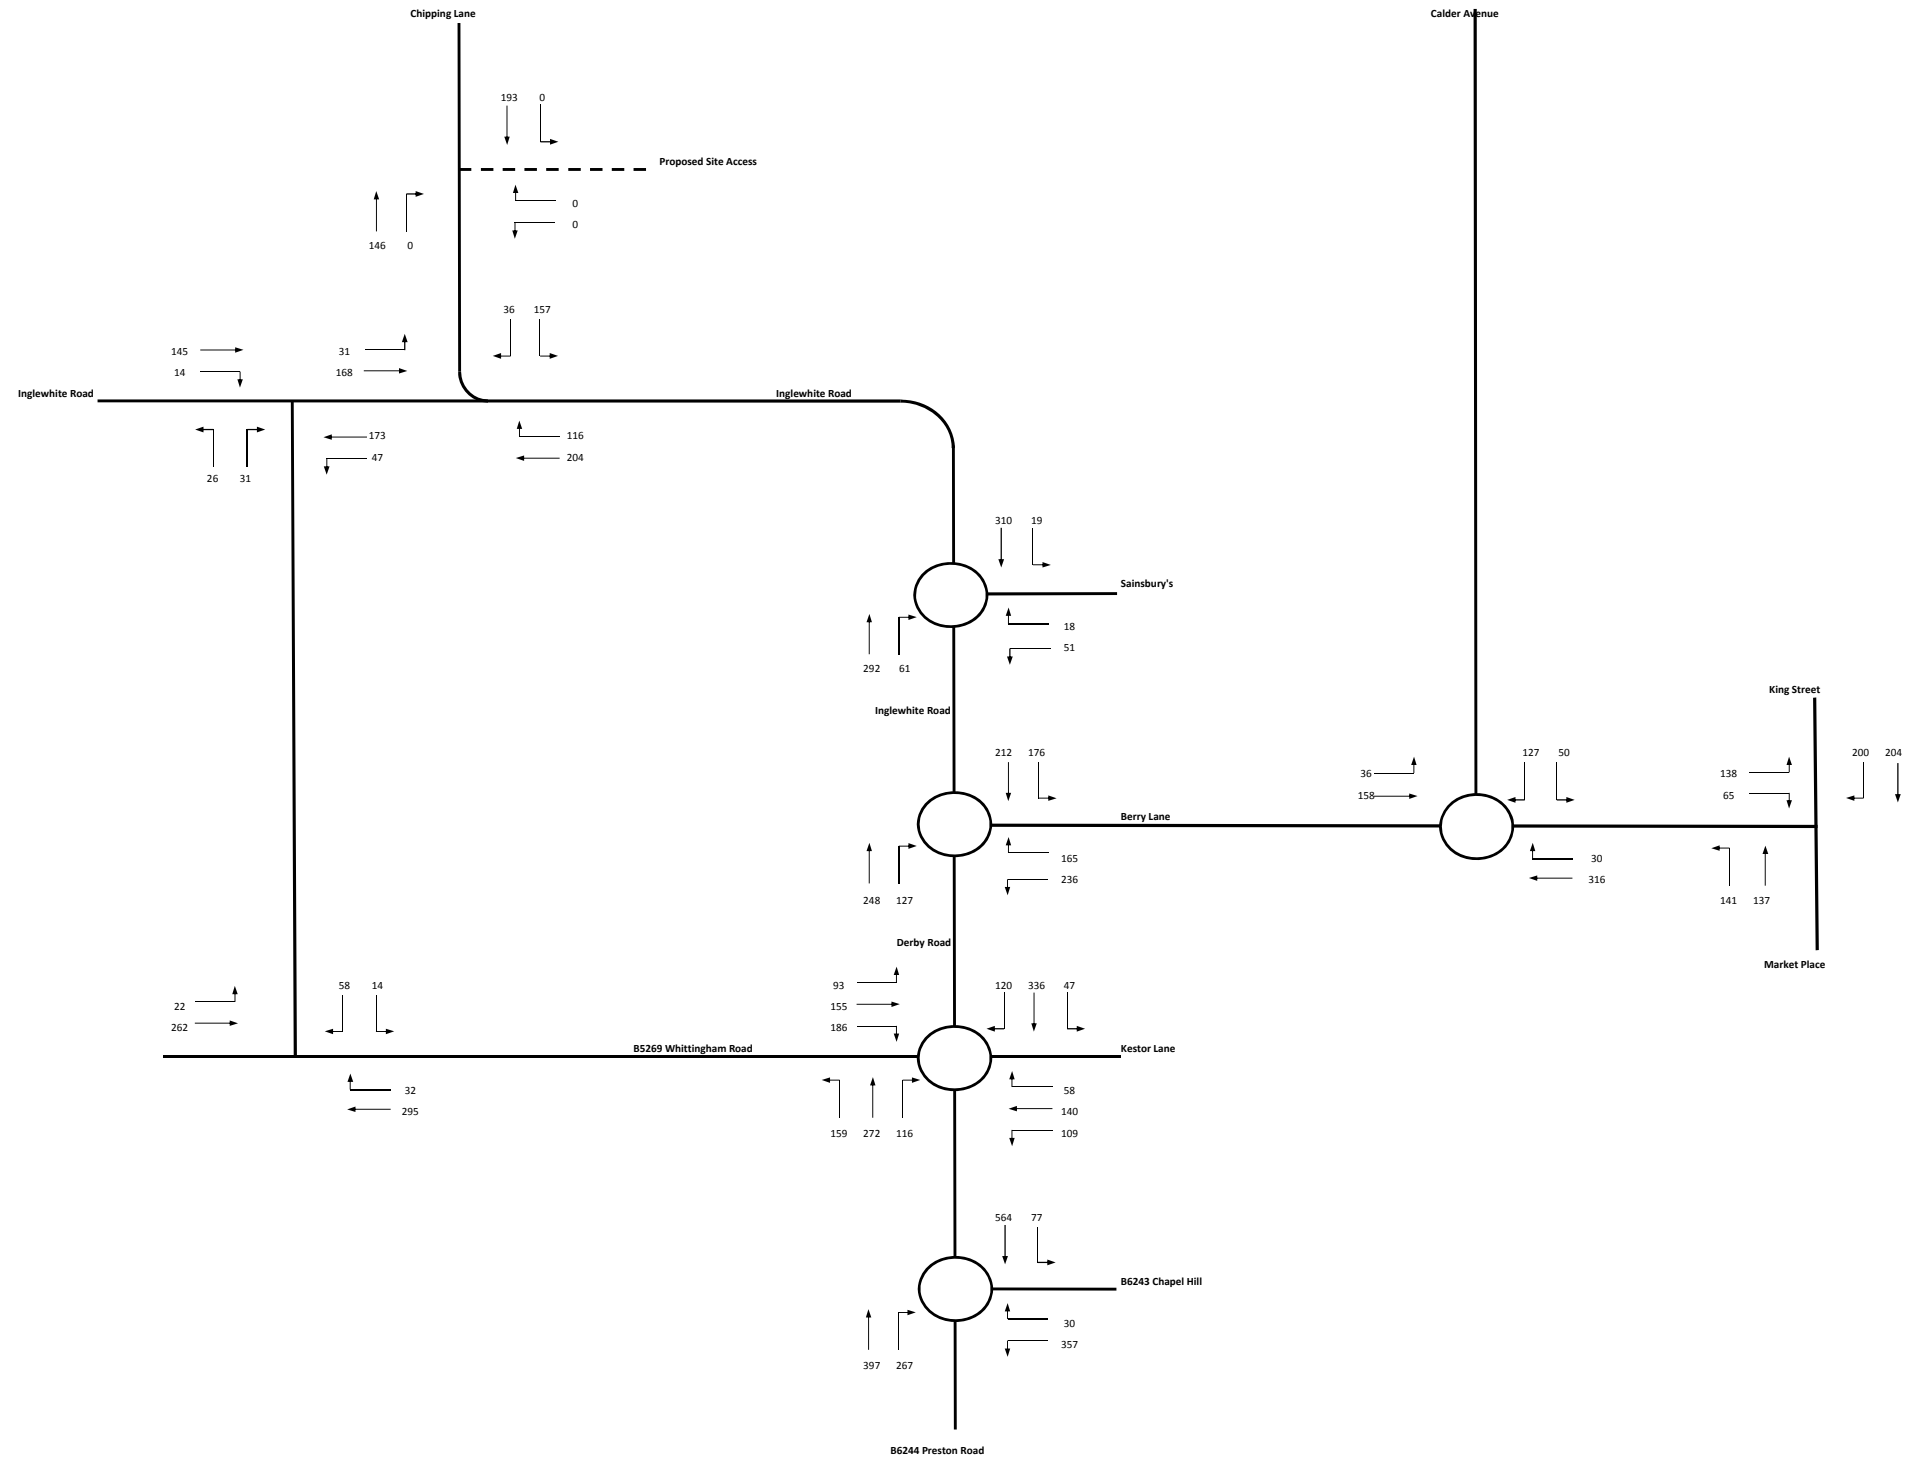 Chipping Lane
Calder Avenue
193 0
Proposed Site Access
0
0
146 0
36 157
145
14
31
168
Inglewhite Road
Inglewhite Road
173
47
116
204
26 31
310 19
Sainsbury's
18
51
292 61
King Street
Inglewhite Road
212 176
127 50
200 204
36
158
138
65
Berry Lane
165
236
30
316
248 127
141 137
Derby Road
Market Place
22
262
58 14
93
155
186
120 336 47
B5269 Whittingham Road
Kestor Lane
32
295
58
140
109
159 272 116
564 77
B6243 Chapel Hill
30
357
397 267
B6244 Preston Road